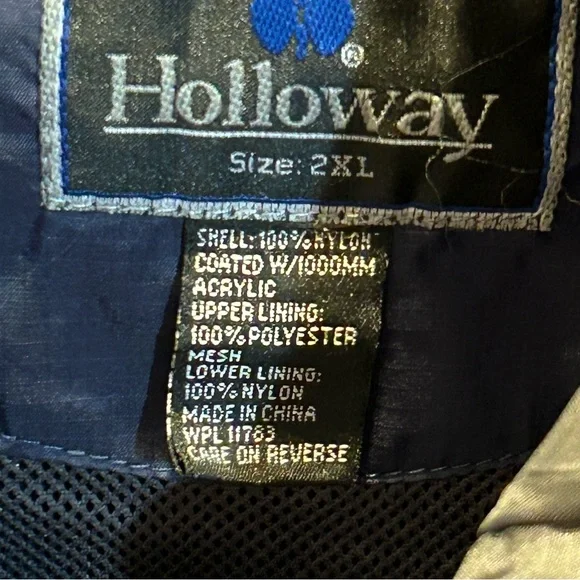 ®
Holloway
Size: 2XL
SHELL: 100% NYLON
COATED W/1000MM
ACRYLIC
UPPER LINING:
100% POLYESTER
MESH
LOWER LINING:
100% NYLON
MADE IN CHINA
WPL 11783
CARE ON REVERSE